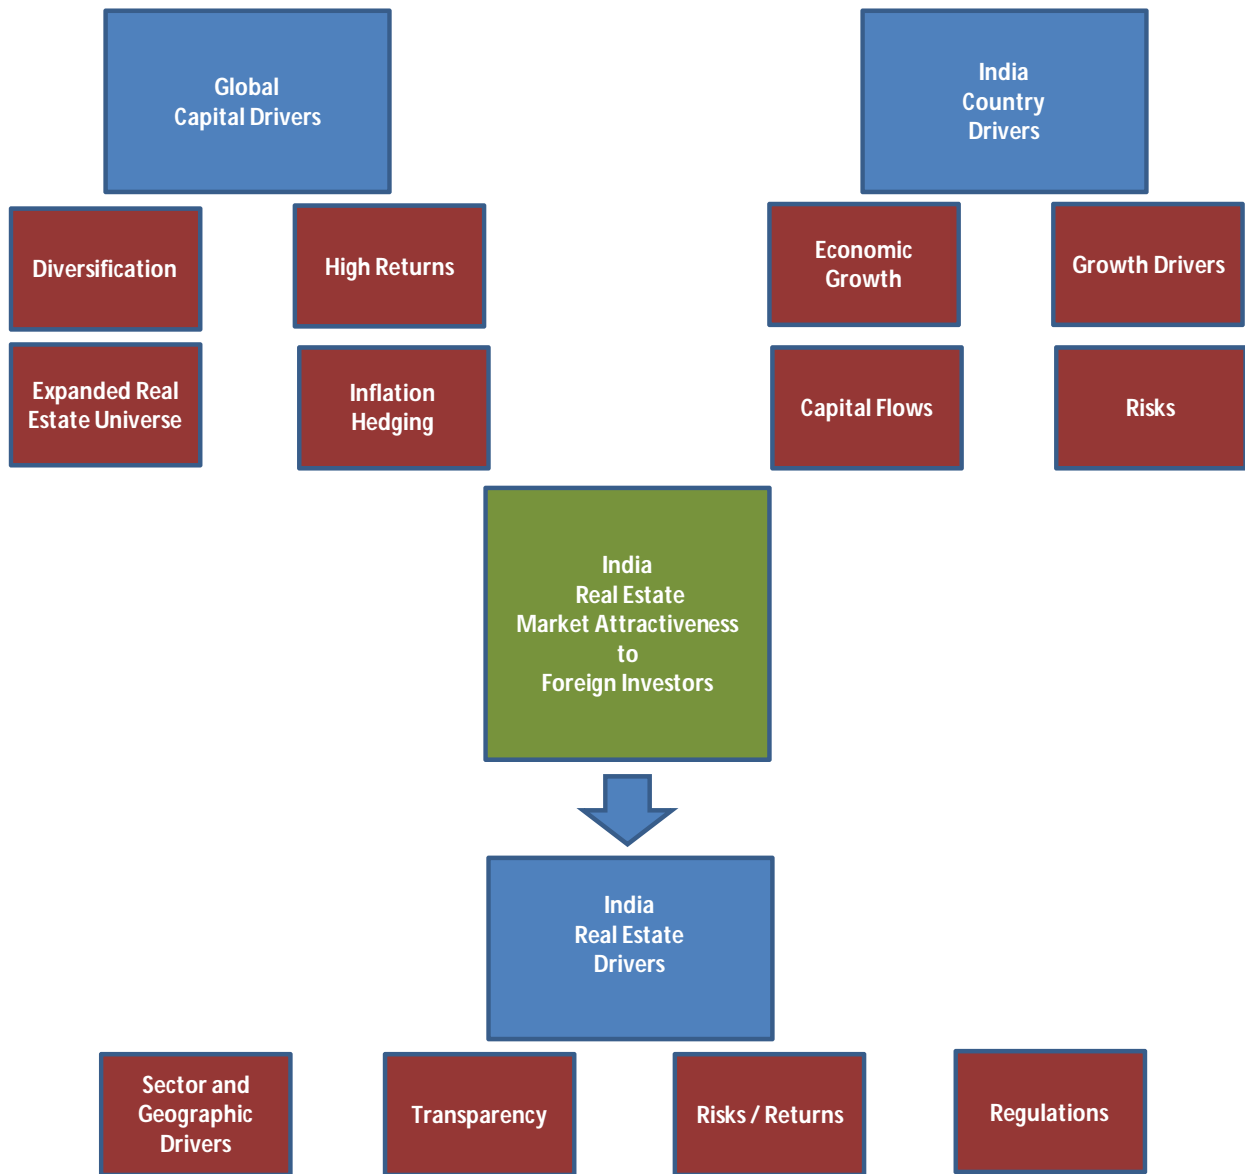 Global
Capital Drivers
India
Country
Drivers
Diversification
High Returns
Economic
Growth
Growth Drivers
Expanded Real
Estate Universe
Inflation
Hedging
Capital Flows
Risks
India
Real Estate
Market Attractiveness
to
Foreign Investors
India
Real Estate
Drivers
Sector and
Geographic
Drivers
Transparency
Risks / Returns
Regulations